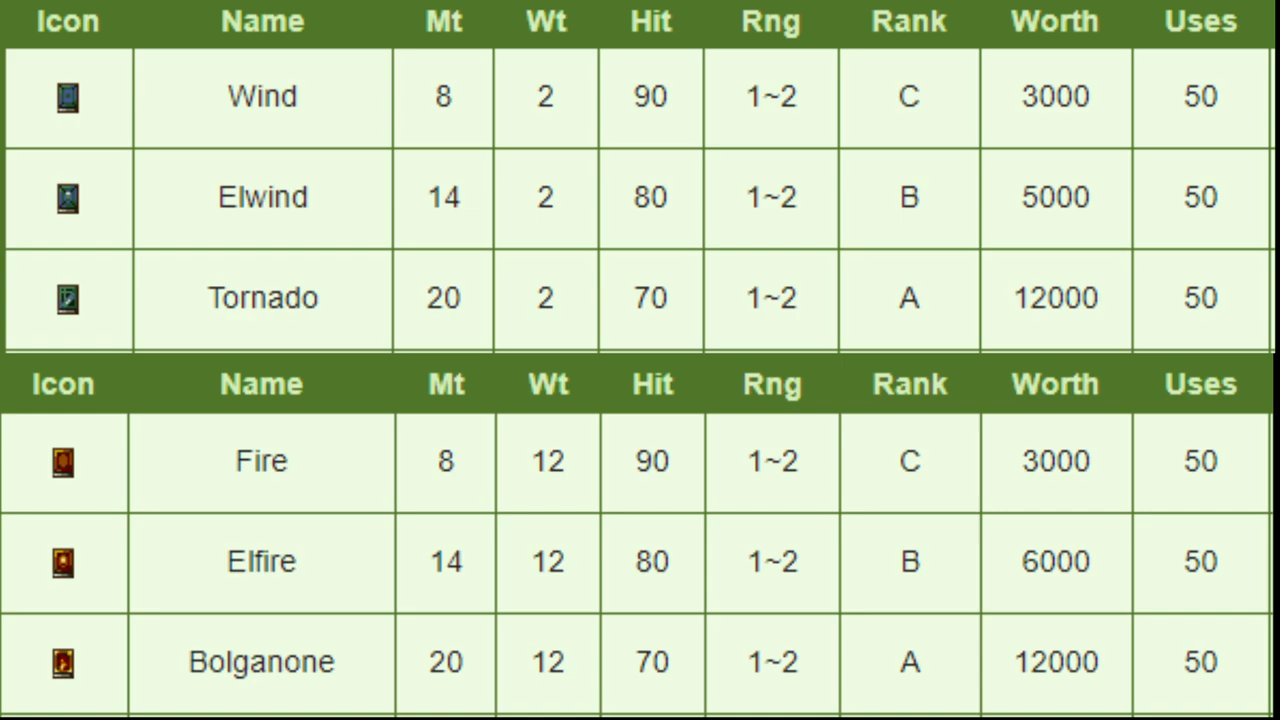 Icon Name Mt Wt Hit Rng Rank Worth Uses
Wind 8 2 90 1~2 C 3000 50
Elwind 14 2 80 1~2 B 5000 50
Tornado 20 2 70 1~2 A 12000 50
Icon Name Mt Wt Hit Rng Rank Worth Uses
Fire 8 12 90 1~2 C 3000 50
Elfire 14 12 80 1~2 B 6000 50
Bolganone 20 12 70 1~2 A 12000 50